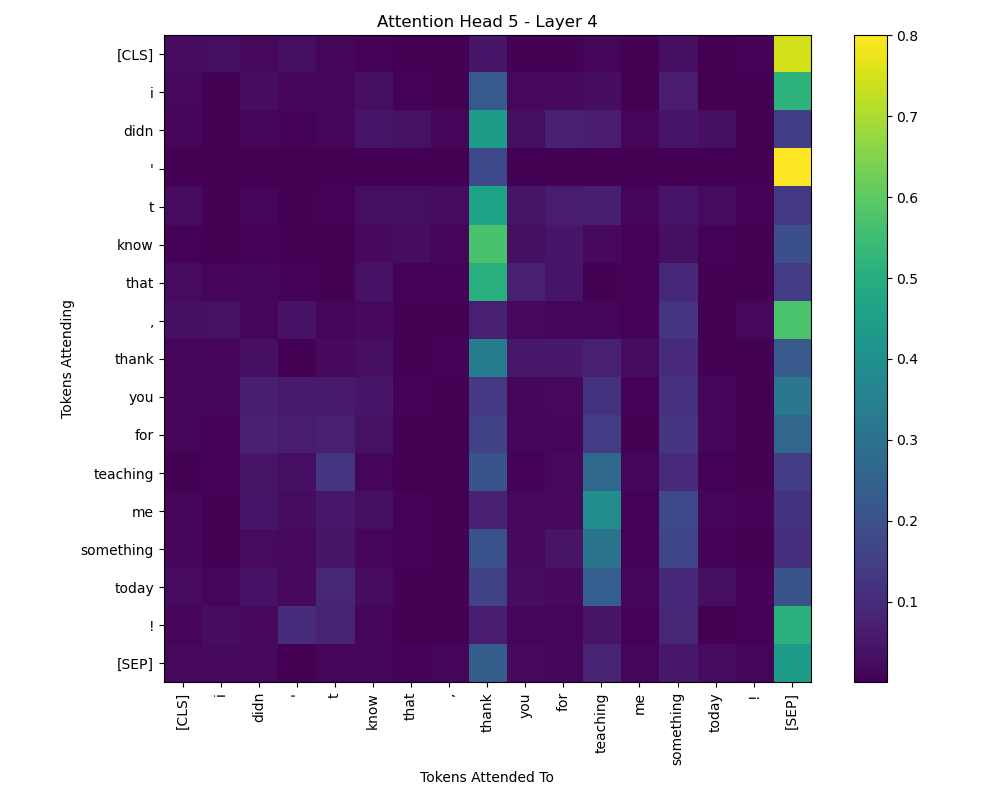 Attention Head 5 - Layer 4
Tokens Attending
[CLS]
i
didn
'
t
know
that
,
thank
you
for
teaching
me
something
today
!
[SEP]
[CLS]
i
didn
'
t
know
that
,
thank
you
for
teaching
me
something
today
!
[SEP]
Tokens Attended To
0.8
0.7
0.6
0.5
0.4
0.3
0.2
0.1